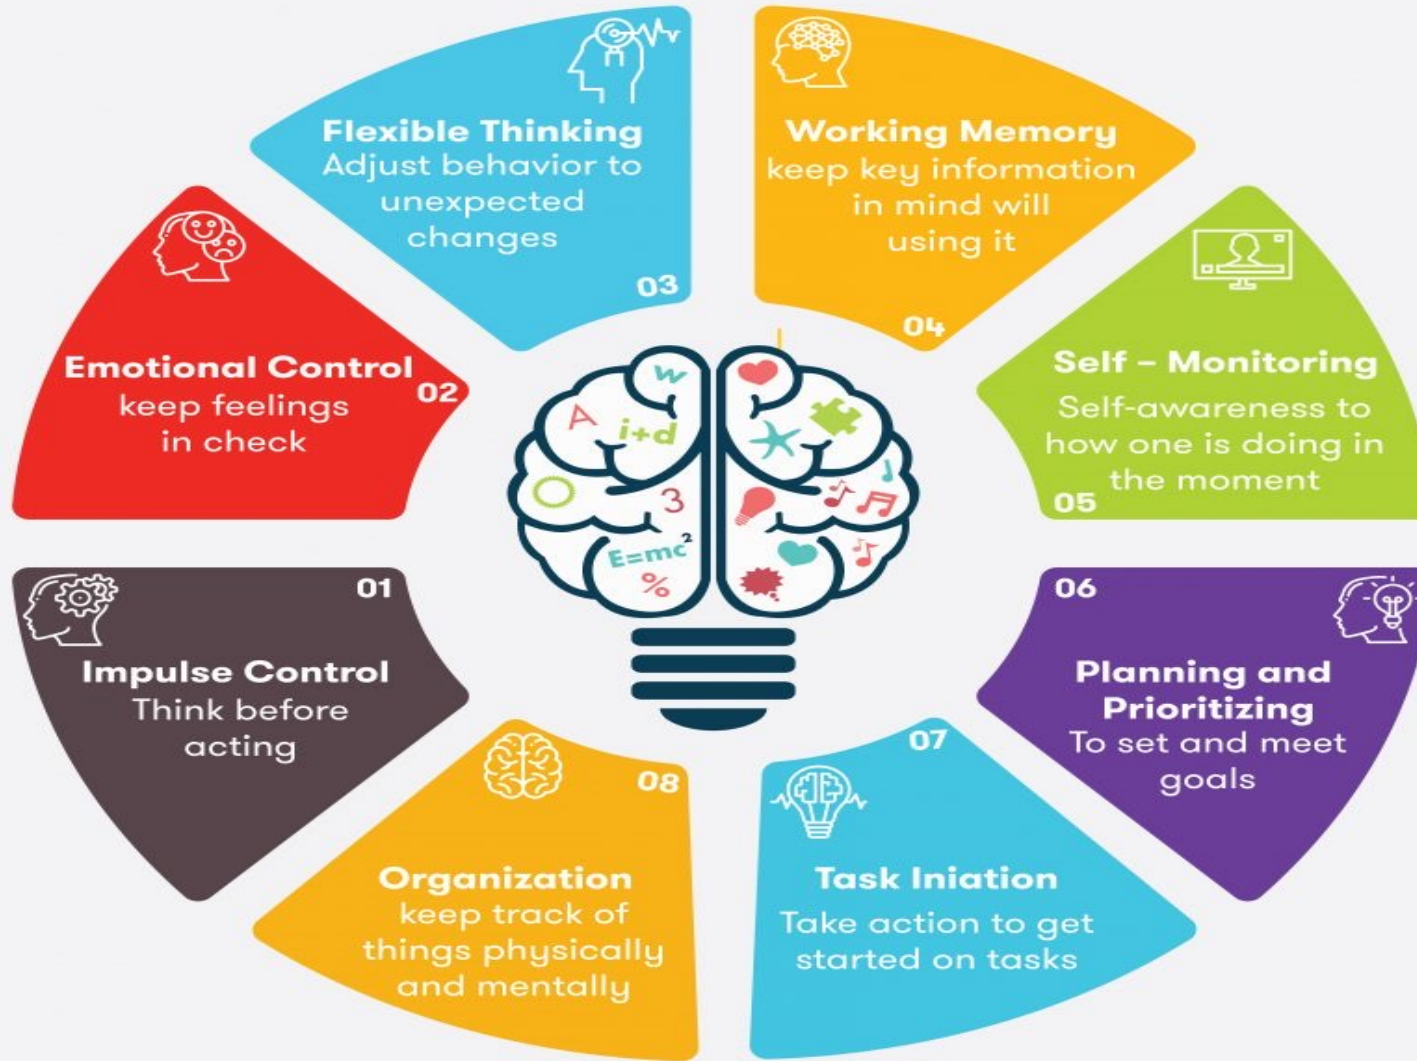 01
Impulse Control
Think before
acting
Emotional Control
02
keep feelings
in check
Flexible Thinking
Adjust behavior to
unexpected
changes
03
Working Memory
keep key information
in mind will
using it
04
Self – Monitoring
Self-awareness to
how one is doing in
the moment
05
06
Planning and
Prioritizing
To set and meet
goals
07
Task Iniation
Take action to get
started on tasks
08
Organization
keep track of
things physically
and mentally
w
A
i+d
3
E=mc²
%